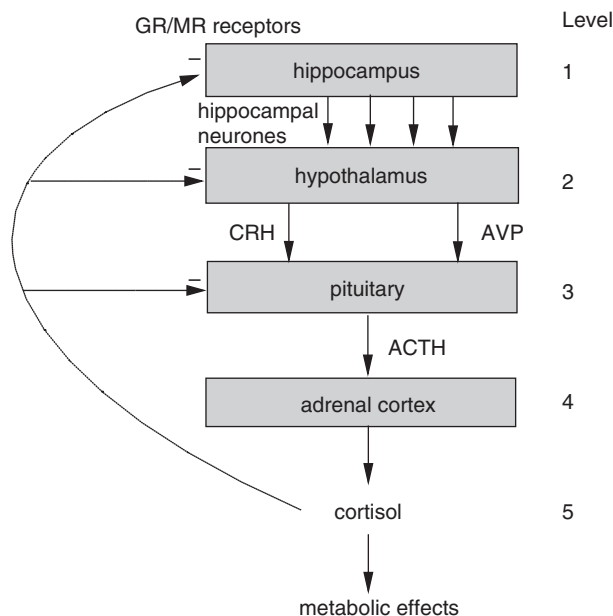 Level
GR/MR receptors
–
hippocampus
1
hippocampal
neurones
–
hypothalamus
2
CRH
AVP
–
pituitary
3
ACTH
adrenal cortex
4
cortisol
5
metabolic effects